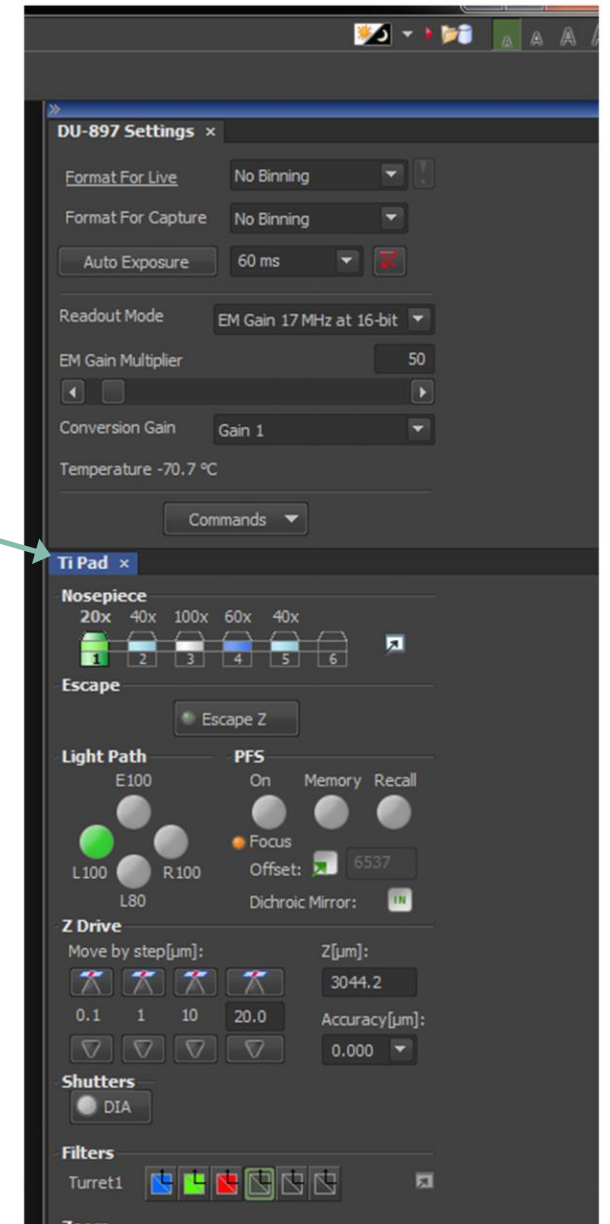 A A A
DU-897 Settings ×
Format For Live No Binning
Format For Capture No Binning
Auto Exposure 60 ms
Readout Mode EM Gain 17 MHz at 16-bit
EM Gain Multiplier 50
Conversion Gain Gain 1
Temperature -70.7 ºC
Commands
Ti Pad ×
Nosepiece
20x 40x 100x 60x 40x
1 2 3 4 5 6
Escape
Escape Z
Light Path PFS
E100 On Memory Recall
Focus
L100 R100 Offset: 6537
L80 Dichroic Mirror: IN
Z Drive
Move by step[µm]: Z[µm]:
3044.2
0.1 1 10 20.0 Accuracy[µm]:
0.000
Shutters
DIA
Filters
Turret1